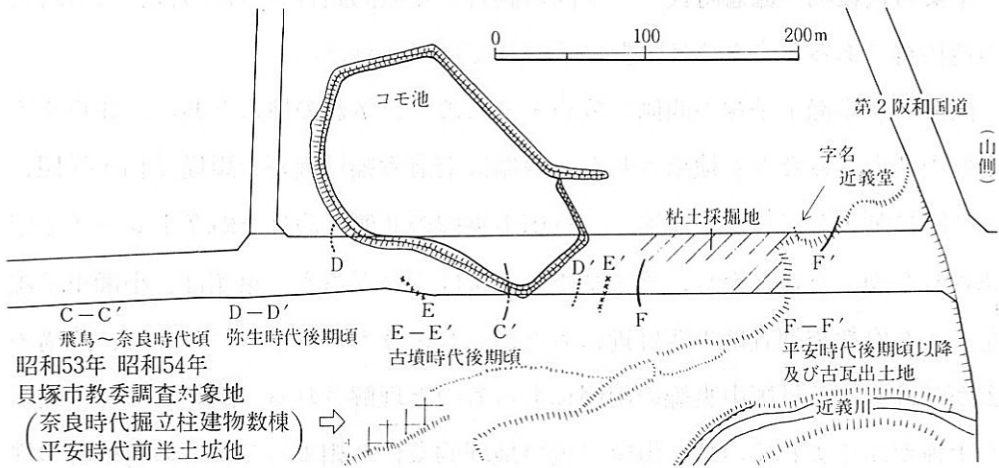 0 100 200m
コモ池
第2阪和国道
(山側)
字名
近義堂
粘土採掘地
D
D′
E′
F′
E
C′
F
C−C′
飛鳥〜奈良時代頃
D−D′
弥生時代後期頃
E−E′
古墳時代後期頃
F−F′
平安時代後期頃以降
及び古瓦出土地
近義川
昭和53年 昭和54年
貝塚市教委調査対象地
(奈良時代掘立柱建物数棟
平安時代前半土坑他)